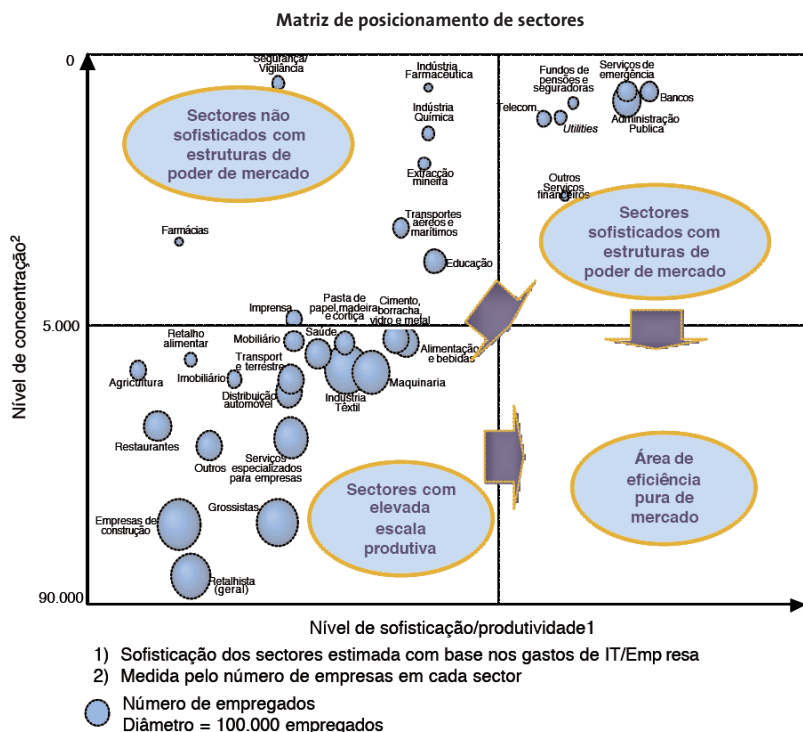 Matriz de posicionamento de sectores
0
Segurança/
Vigilância
Indústria
Farmacêutica
Indústria
Química
Extracção
mineira
Fundos de
pensões e
seguradoras
Serviços de
emergência
Bancos
Telecom.
Utilities
Administração
Publica
Sectores não
sofisticados com
estruturas de
poder de mercado
Outros
Serviços
financeiros
Sectores
sofisticados com
estruturas de
poder de mercado
Farmácias
Transportes
aéreos e
marítimos
Educação
Nível de concentração2
Imprensa
Pasta de
papel,madeira
e cortiça
Cimento,
borracha,
vidro e metal
5.000
Retalho
alimentar
Mobiliário
Saúde
Alimentação
e bebidas
Agricultura
Imobiliário
Transport
e terrestre
Distribuição
automóvel
Indústria
Têxtil
Maquinaria
Restaurantes
Outros
Serviços
especializados
para empresas
Empresas de
construção
Grossistas
Sectores com
elevada
escala
produtiva
Área de
eficiência
pura de
mercado
Retalhista
(geral)
90.000
Nível de sofisticação/produtividade1
1) Sofisticação dos sectores estimada com base nos gastos de IT/Emp resa
2) Medida pelo número de empresas em cada sector
Número de empregados
Diâmetro = 100.000 empregados